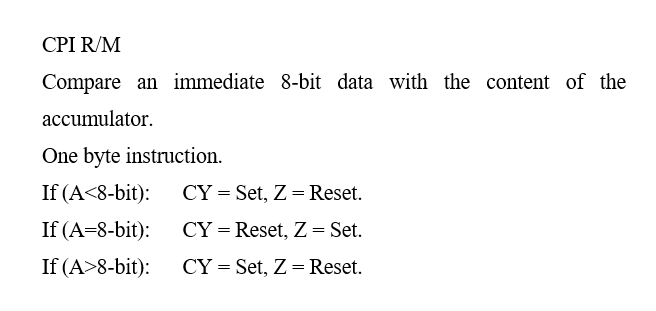 CPI R/M
Compare an immediate 8-bit data with the content of the
accumulator.
One byte instruction.
If (A<8-bit): CY = Set, Z = Reset.
If (A=8-bit): CY = Reset, Z = Set.
If (A>8-bit): CY = Set, Z = Reset.